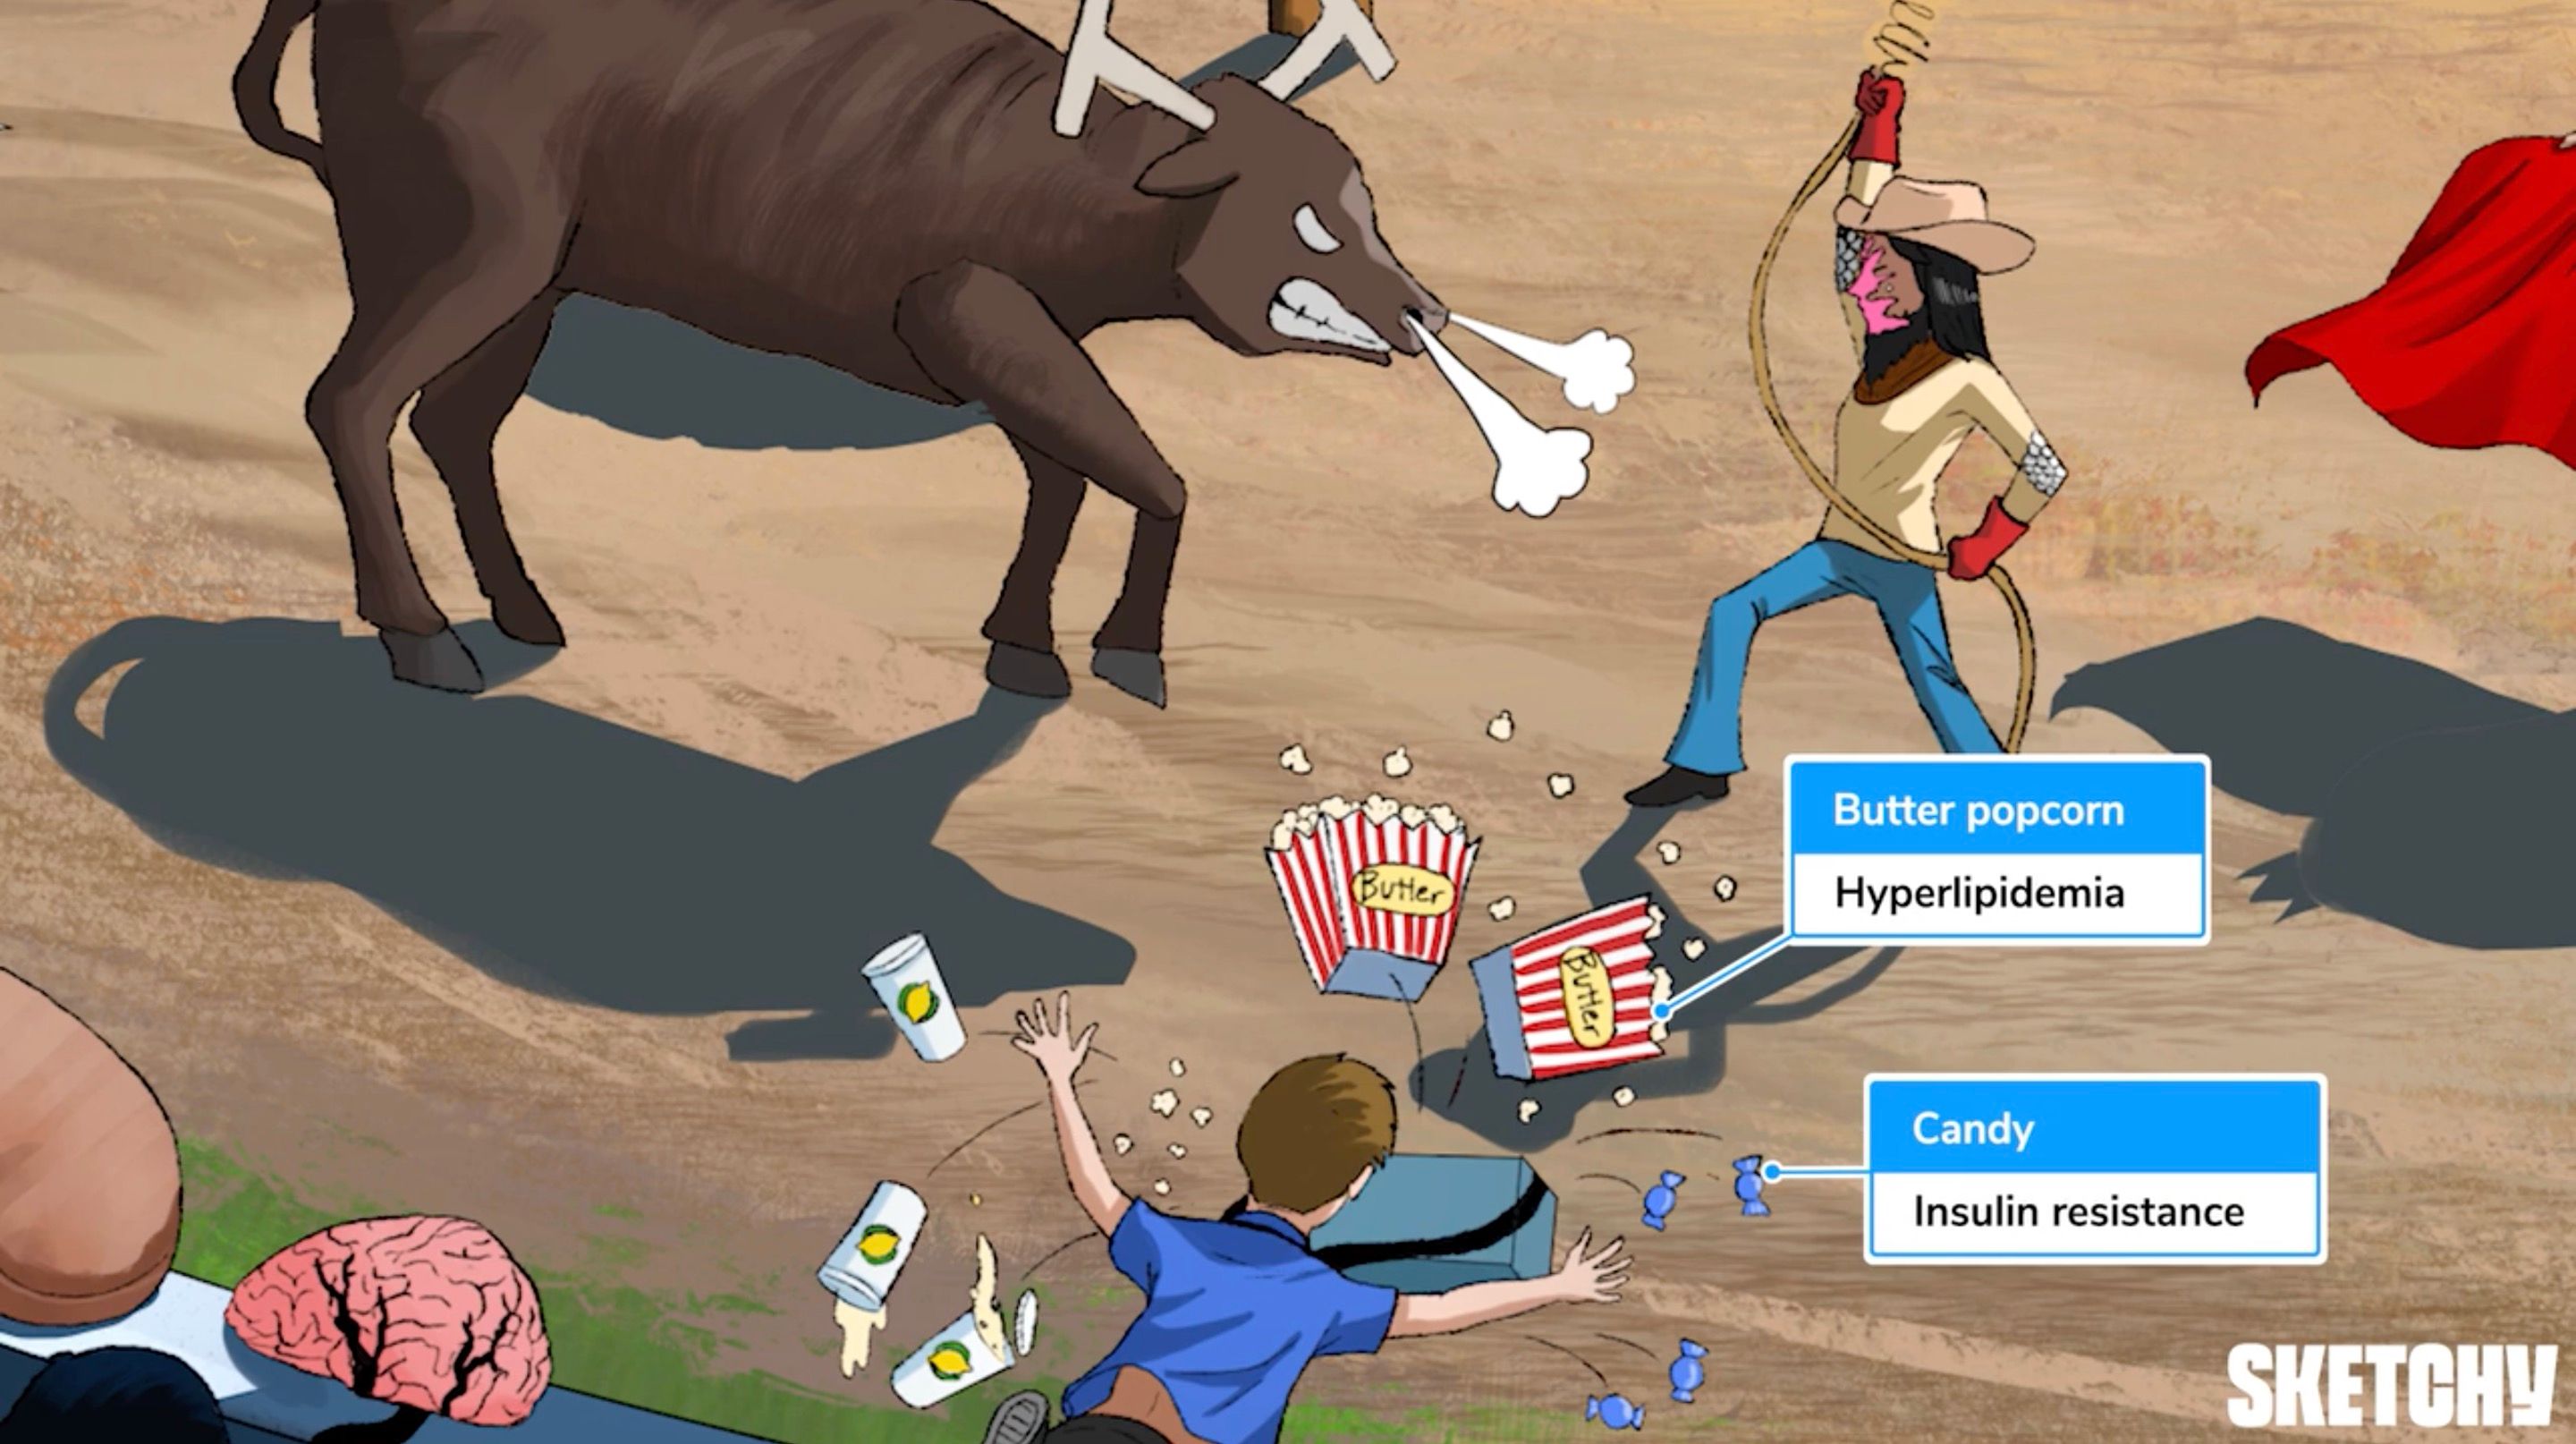 Butter
Butter
Butter popcorn
Hyperlipidemia
Candy
Insulin resistance
SKETCHY